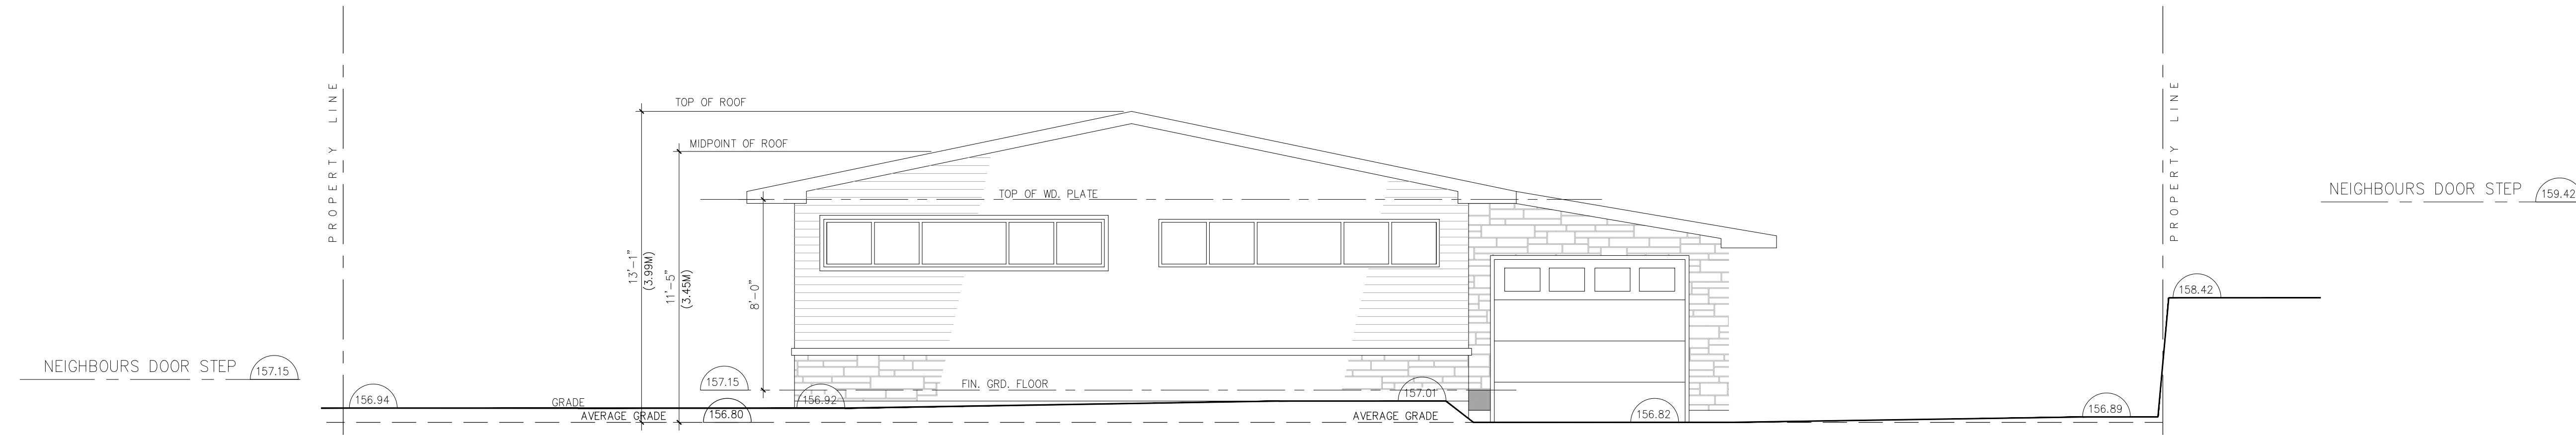 PROPERTY LINE
TOP OF ROOF
MIDPOINT OF ROOF
TOP OF WD. PLATE
13'-1"
(3.99M)
11'-5"
(3.45M)
8'-0"
NEIGHBOURS DOOR STEP 157.15
156.94
GRADE
AVERAGE GRADE
157.15
156.80
156.92
FIN. GRD. FLOOR
157.01
AVERAGE GRADE
156.82
156.89
PROPERTY LINE
158.42
NEIGHBOURS DOOR STEP 159.42